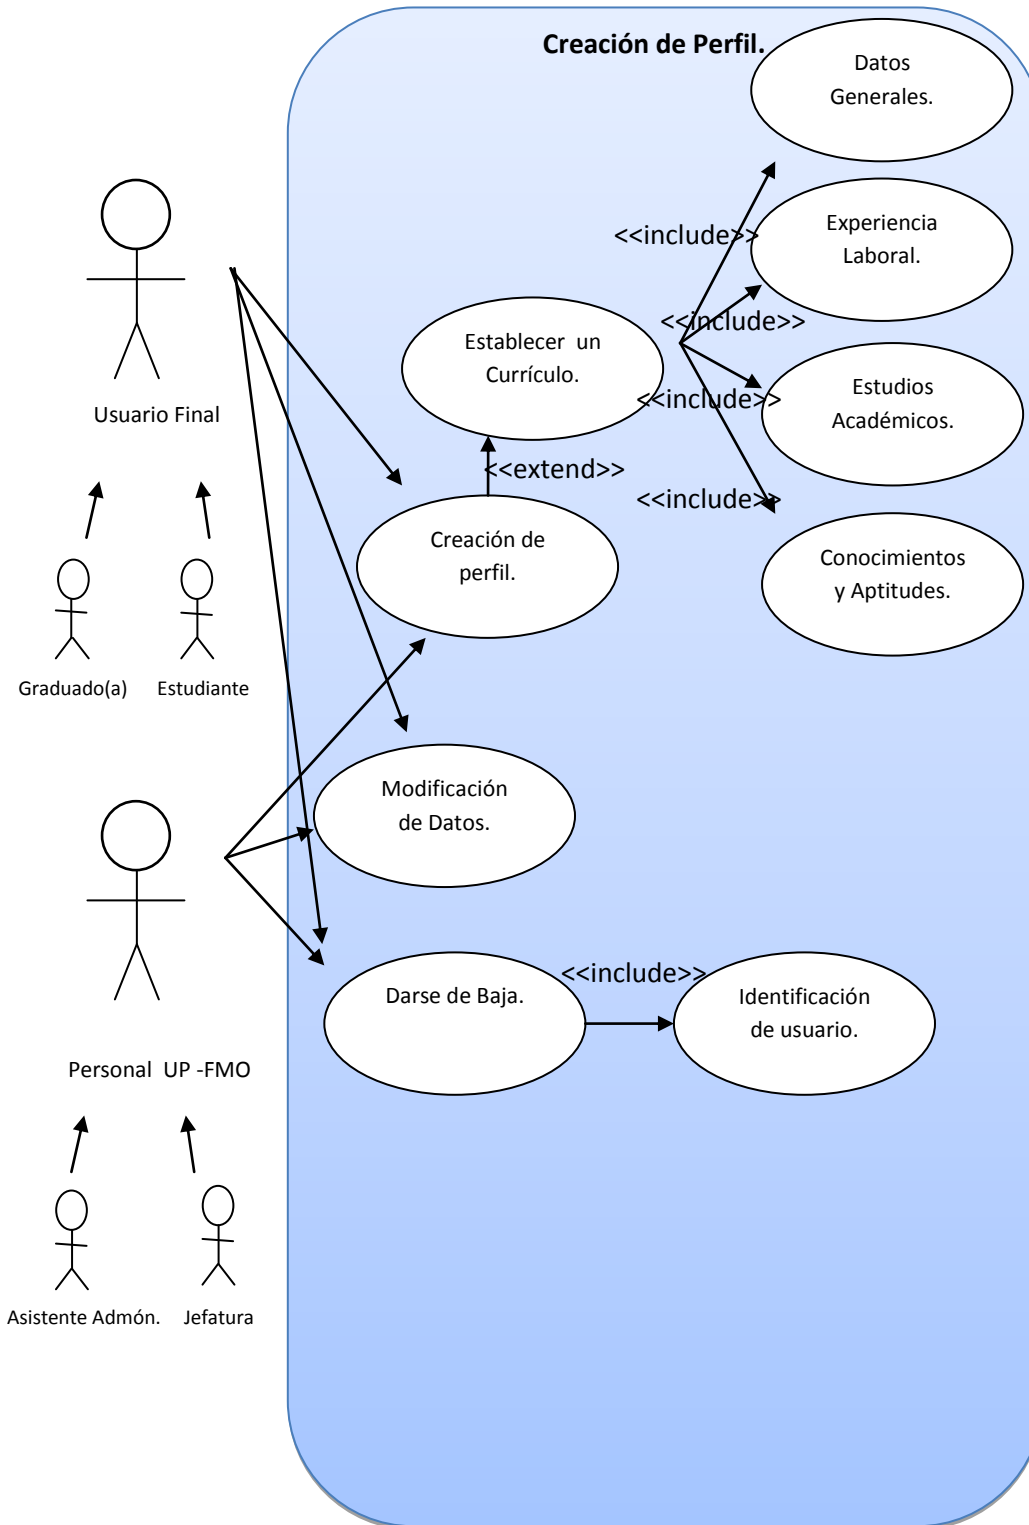 Creación de Perfil.
Datos
Generales.
<<include>>
Experiencia
Laboral.
<<include>>
Establecer un
Currículo.
<<include>>
Estudios
Académicos.
Usuario Final
<<extend>>
<<include>>
Creación de
perfil.
Conocimientos
y Aptitudes.
Graduado(a)
Estudiante
Modificación
de Datos.
Darse de Baja.
<<include>>
Identificación
de usuario.
Personal UP -FMO
Asistente Admón.
Jefatura